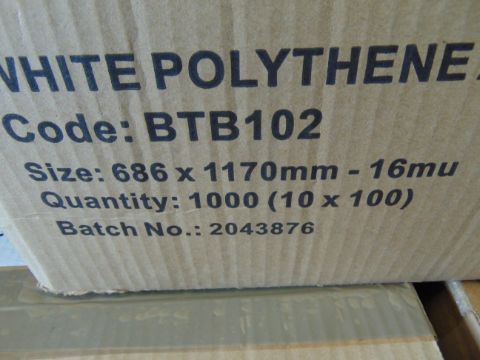 WHITE POLYTHENE
Code: BTB102
Size: 686 x 1170mm - 16mu
Quantity: 1000 (10 x 100)
Batch No.: 2043876